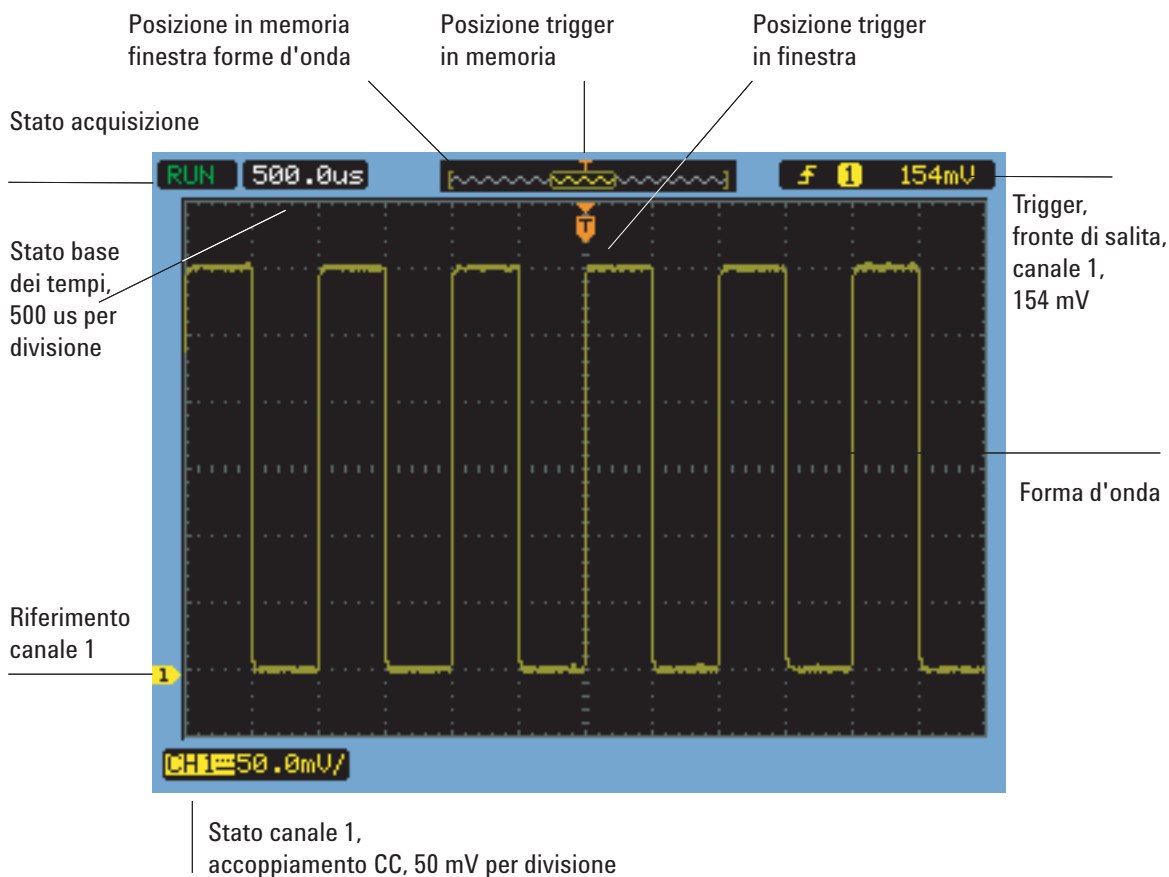 Posizione in memoria
finestra forme d'onda
Posizione trigger
in memoria
Posizione trigger
in finestra
Stato acquisizione
RUN
500.0us
T
1
154mV
Trigger,
fronte di salita,
canale 1,
154 mV
T
Stato base
dei tempi,
500 us per
divisione
Forma d'onda
Riferimento
canale 1
1
CH1 50.0mV/
Stato canale 1,
accoppiamento CC, 50 mV per divisione